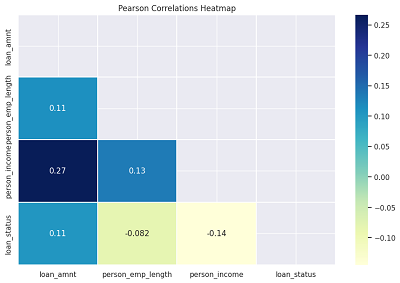 Pearson Correlations Heatmap
loan_amnt
person_emp_length
person_income
loan_status
0.11
0.27 0.13
0.11 -0.082 -0.14
loan_amnt person_emp_length person_income loan_status
0.25
0.20
0.15
0.10
0.05
0.00
−0.05
−0.10